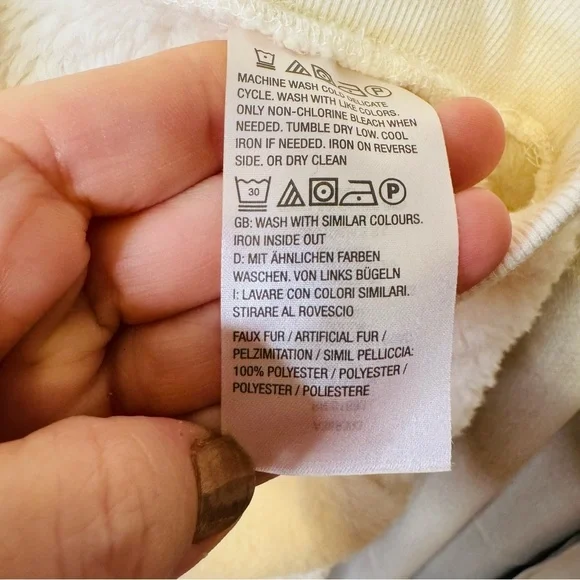 P
MACHINE WASH COLD DELICATE
CYCLE. WASH WITH LIKE COLORS.
ONLY NON-CHLORINE BLEACH WHEN
NEEDED. TUMBLE DRY LOW. COOL
IRON IF NEEDED. IRON ON REVERSE
SIDE. OR DRY CLEAN
30 P
GB: WASH WITH SIMILAR COLOURS.
IRON INSIDE OUT
D: MIT ÄHNLICHEN FARBEN
WASCHEN. VON LINKS BÜGELN
I: LAVARE CON COLORI SIMILARI.
STIRARE AL ROVESCIO
FAUX FUR / ARTIFICIAL FUR /
PELZIMITATION / SIMIL PELLICCIA:
100% POLYESTER / POLYESTER /
POLYESTER / POLIESTERE